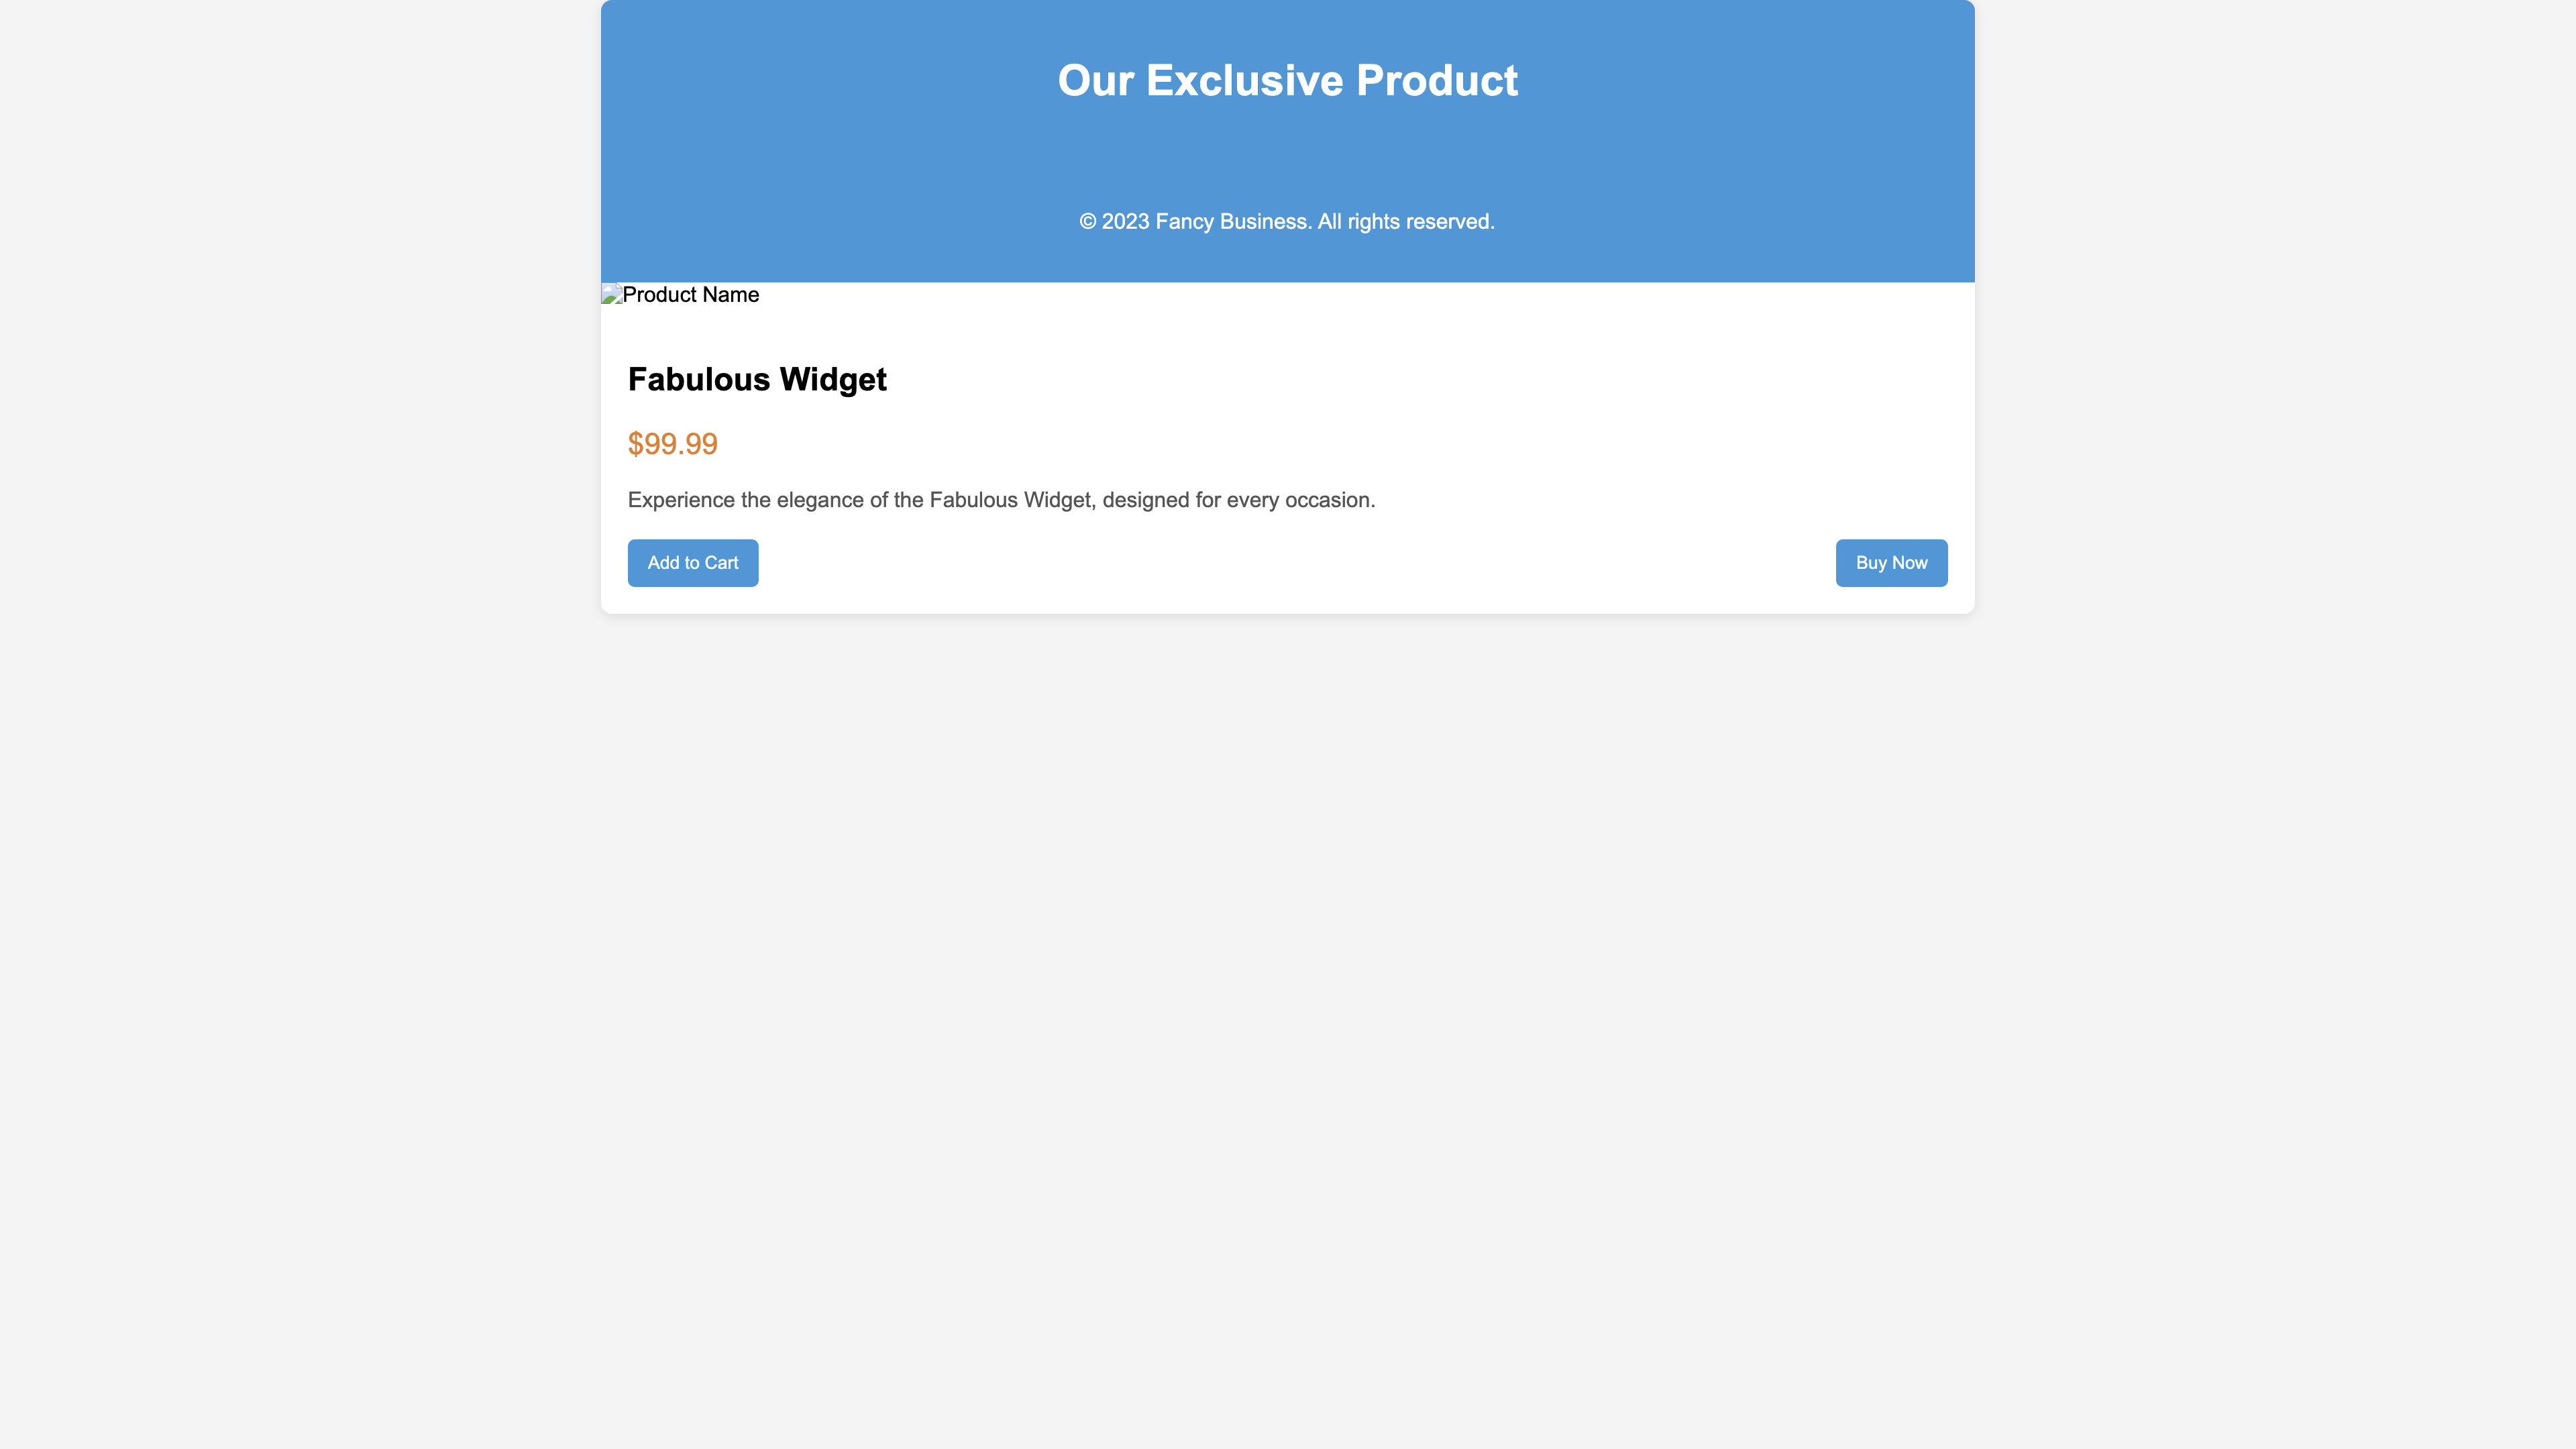 Our Exclusive Product
© 2023 Fancy Business. All rights reserved.
Product Name
Fabulous Widget
$99.99
Experience the elegance of the Fabulous Widget, designed for every occasion.
Add to Cart
Buy Now